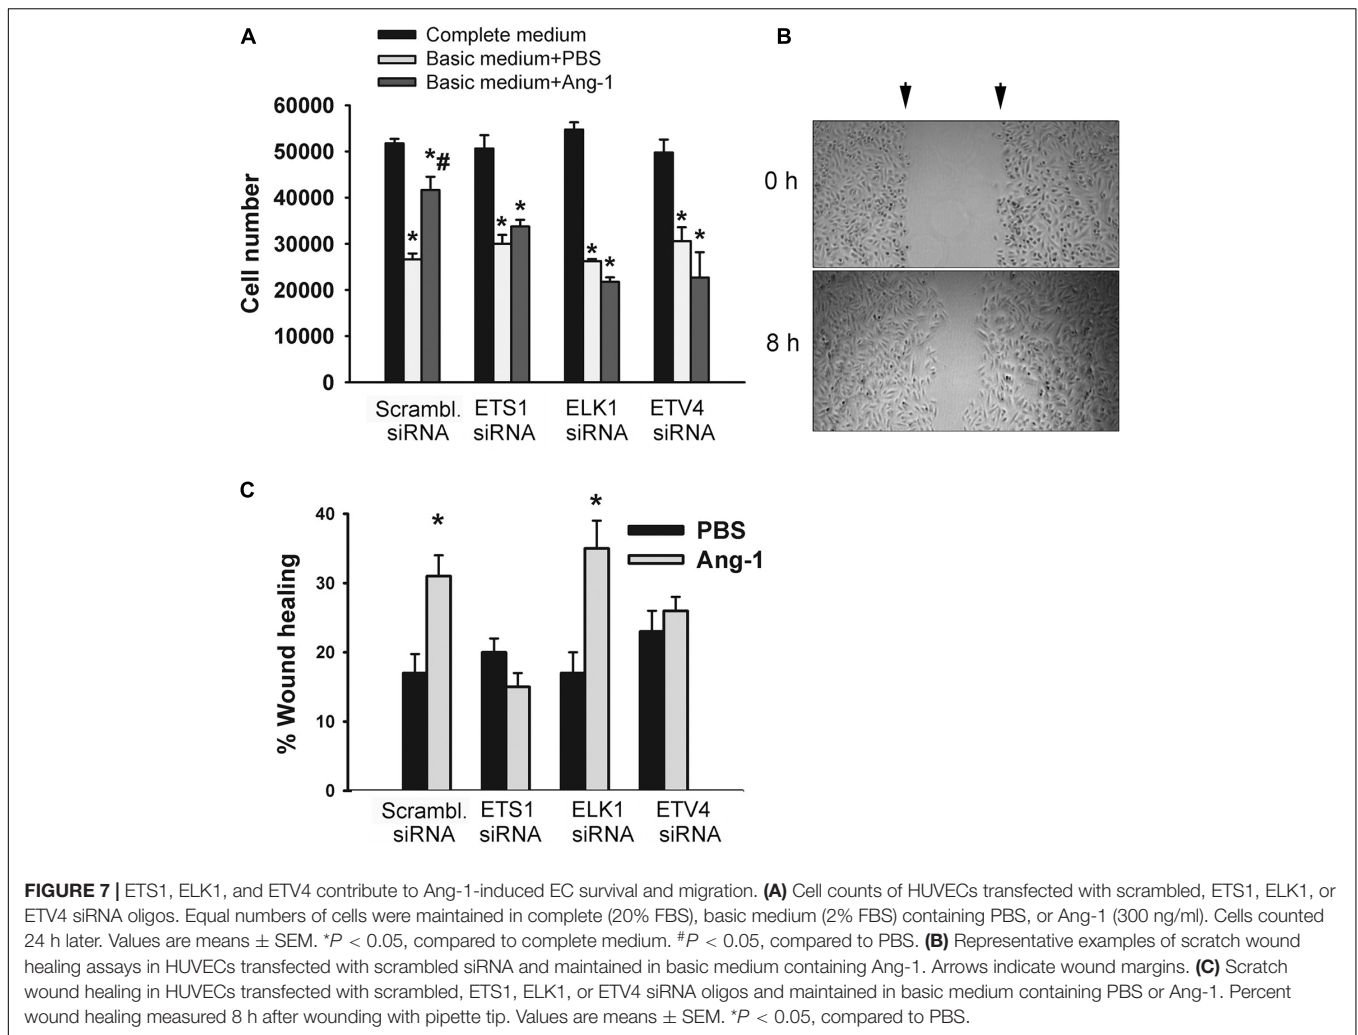 A
Complete medium
Basic medium+PBS
Basic medium+Ang-1
60000
50000
40000
30000
20000
10000
0
Cell number
*
*#
*
*
*
*
*
*
Scrambl. siRNA
ETS1 siRNA
ELK1 siRNA
ETV4 siRNA
B
0 h
8 h
C
40
30
20
10
0
% Wound healing
*
*
PBS
Ang-1
Scrambl. siRNA
ETS1 siRNA
ELK1 siRNA
ETV4 siRNA
FIGURE 7 | ETS1, ELK1, and ETV4 contribute to Ang-1-induced EC survival and migration. (A) Cell counts of HUVECs transfected with scrambled, ETS1, ELK1, or
ETV4 siRNA oligos. Equal numbers of cells were maintained in complete (20% FBS), basic medium (2% FBS) containing PBS, or Ang-1 (300 ng/ml). Cells counted
24 h later. Values are means ± SEM. *P < 0.05, compared to complete medium. #P < 0.05, compared to PBS. (B) Representative examples of scratch wound
healing assays in HUVECs transfected with scrambled siRNA and maintained in basic medium containing Ang-1. Arrows indicate wound margins. (C) Scratch
wound healing in HUVECs transfected with scrambled, ETS1, ELK1, or ETV4 siRNA oligos and maintained in basic medium containing PBS or Ang-1. Percent
wound healing measured 8 h after wounding with pipette tip. Values are means ± SEM. *P < 0.05, compared to PBS.